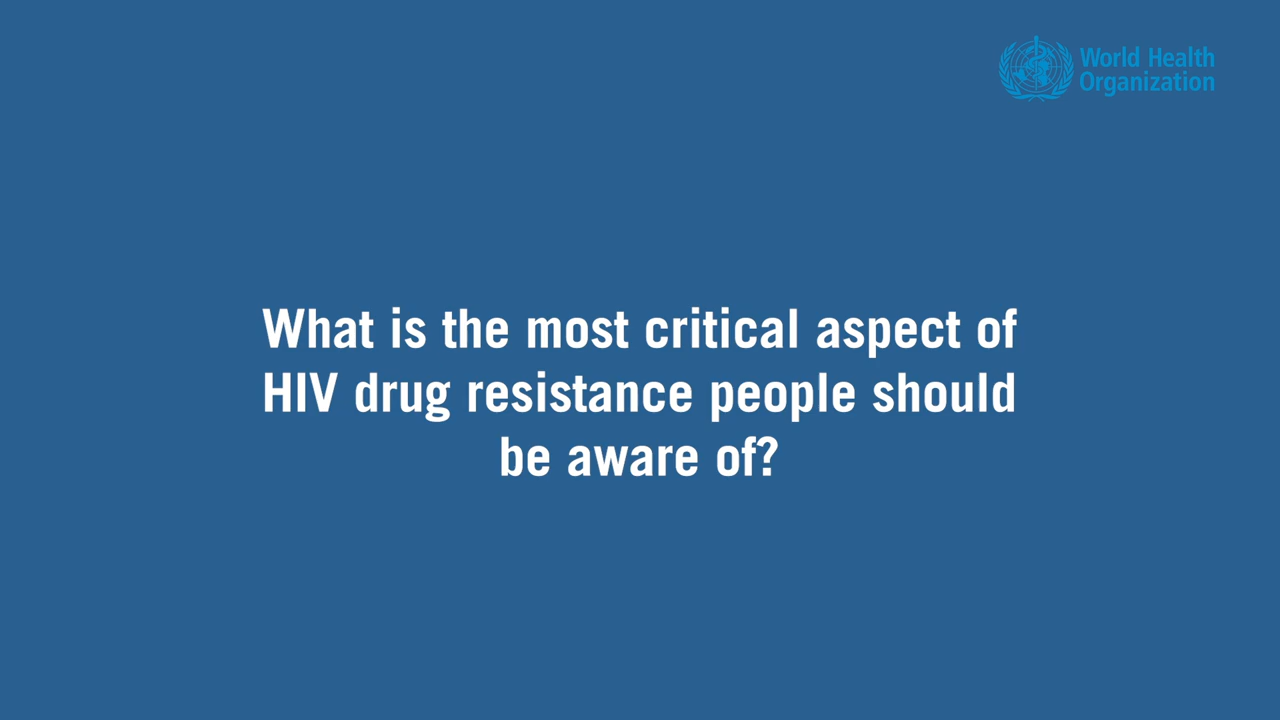 World Health
Organization
What is the most critical aspect of
HIV drug resistance people should
be aware of?